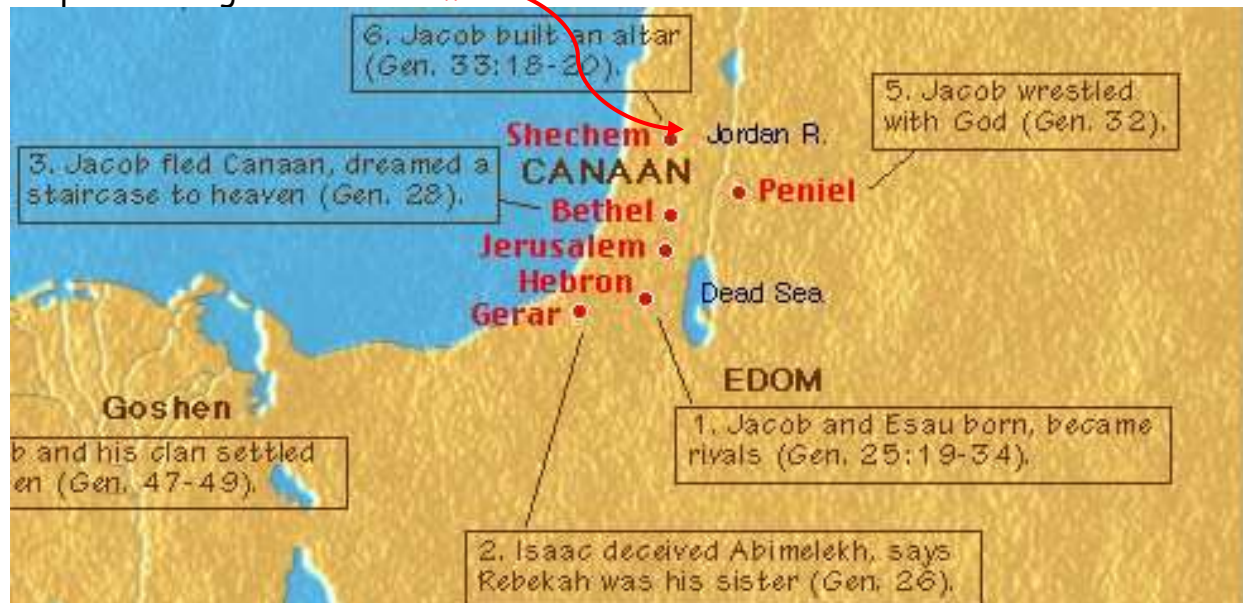 6. Jacob built an altar
(Gen. 33:18-20).
5. Jacob wrestled
with God (Gen. 32).
Shechem
Jordan R.
3. Jacob fled Canaan, dreamed a
staircase to heaven (Gen. 28).
CANAAN
Peniel
Bethel
Jerusalem
Hebron
Dead Sea
Gerar
EDOM
Goshen
1. Jacob and Esau born, became
rivals (Gen. 25:19-34).
b and his clan settled
en (Gen. 47-49).
2. Isaac deceived Abimelekh, says
Rebekah was his sister (Gen. 26).